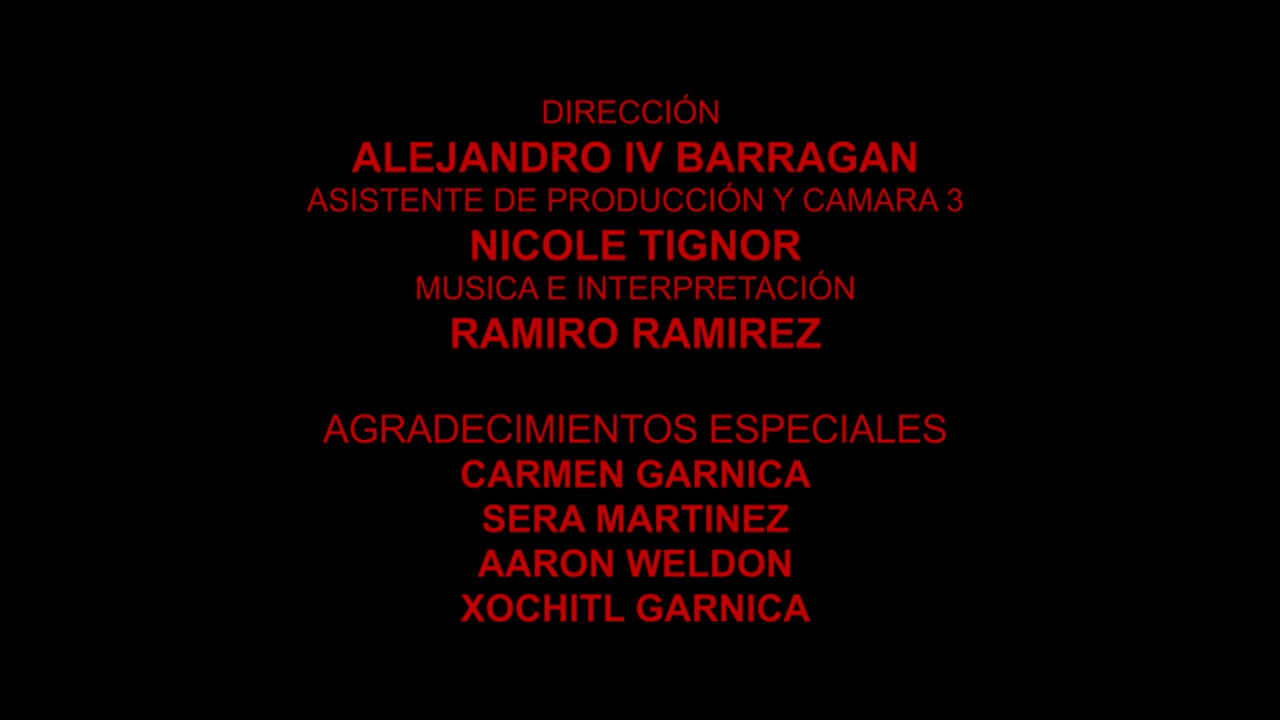 DIRECCIÓN
ALEJANDRO IV BARRAGAN
ASISTENTE DE PRODUCCIÓN Y CAMARA 3
NICOLE TIGNOR
MUSICA E INTERPRETACIÓN
RAMIRO RAMIREZ
AGRADECIMIENTOS ESPECIALES
CARMEN GARNICA
SERA MARTINEZ
AARON WELDON
XOCHITL GARNICA